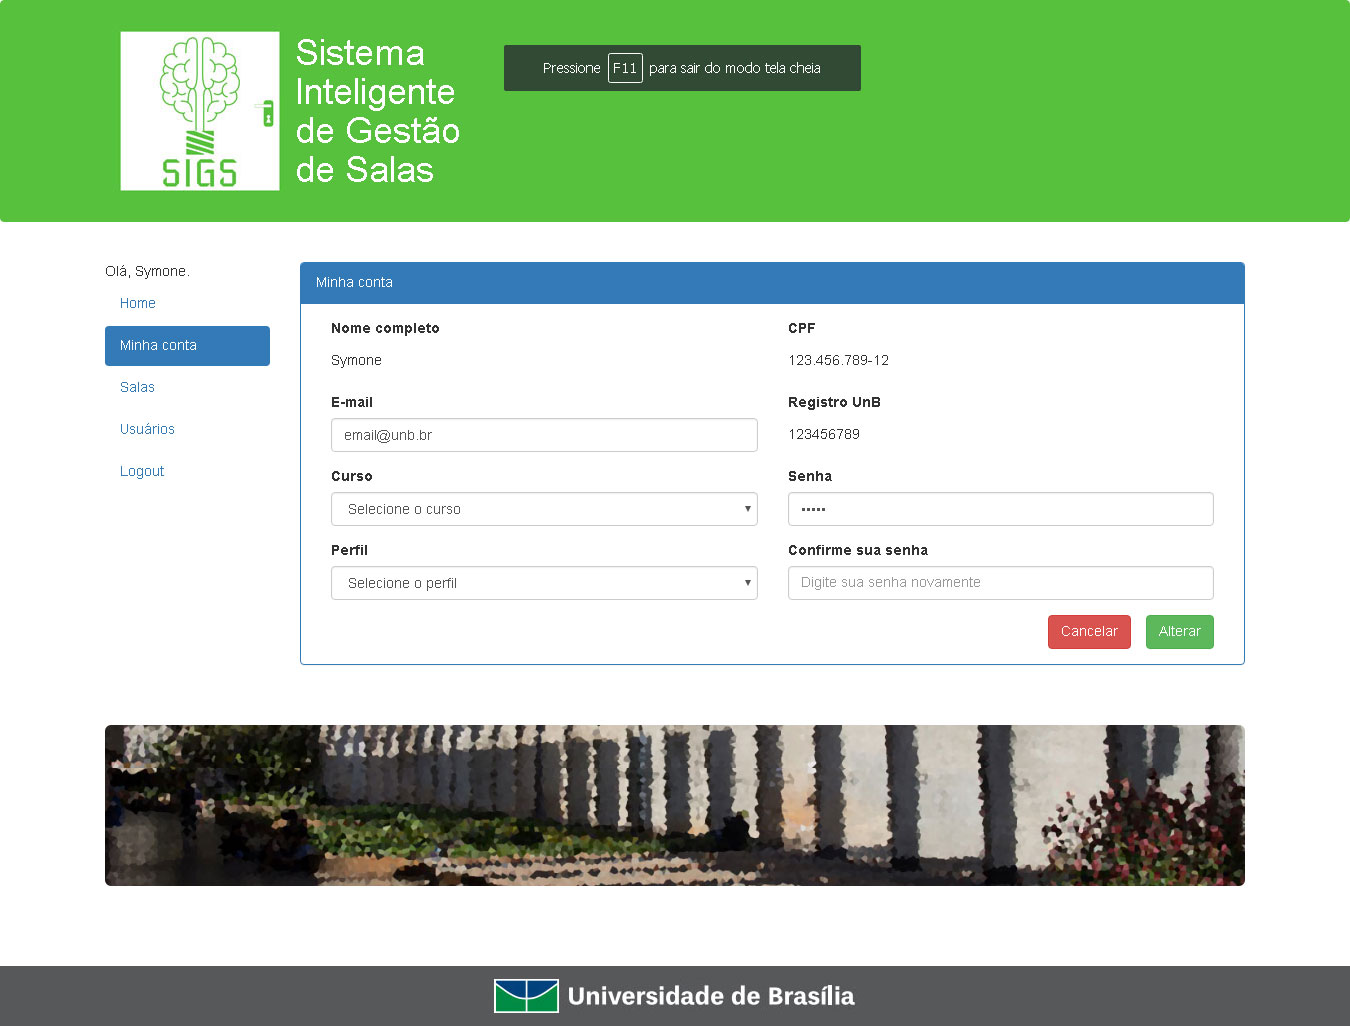 SIGS
Sistema
Inteligente
de Gestão
de Salas
Pressione F11 para sair do modo tela cheia
Olá, Symone.
Home
Minha conta
Salas
Usuários
Logout
Minha conta
Nome completo
Symone
CPF
123.456.789-12
E-mail
email@unb.br
Registro UnB
123456789
Curso
Selecione o curso
Senha
•••••
Perfil
Selecione o perfil
Confirme sua senha
Digite sua senha novamente
Cancelar
Alterar
Universidade de Brasília